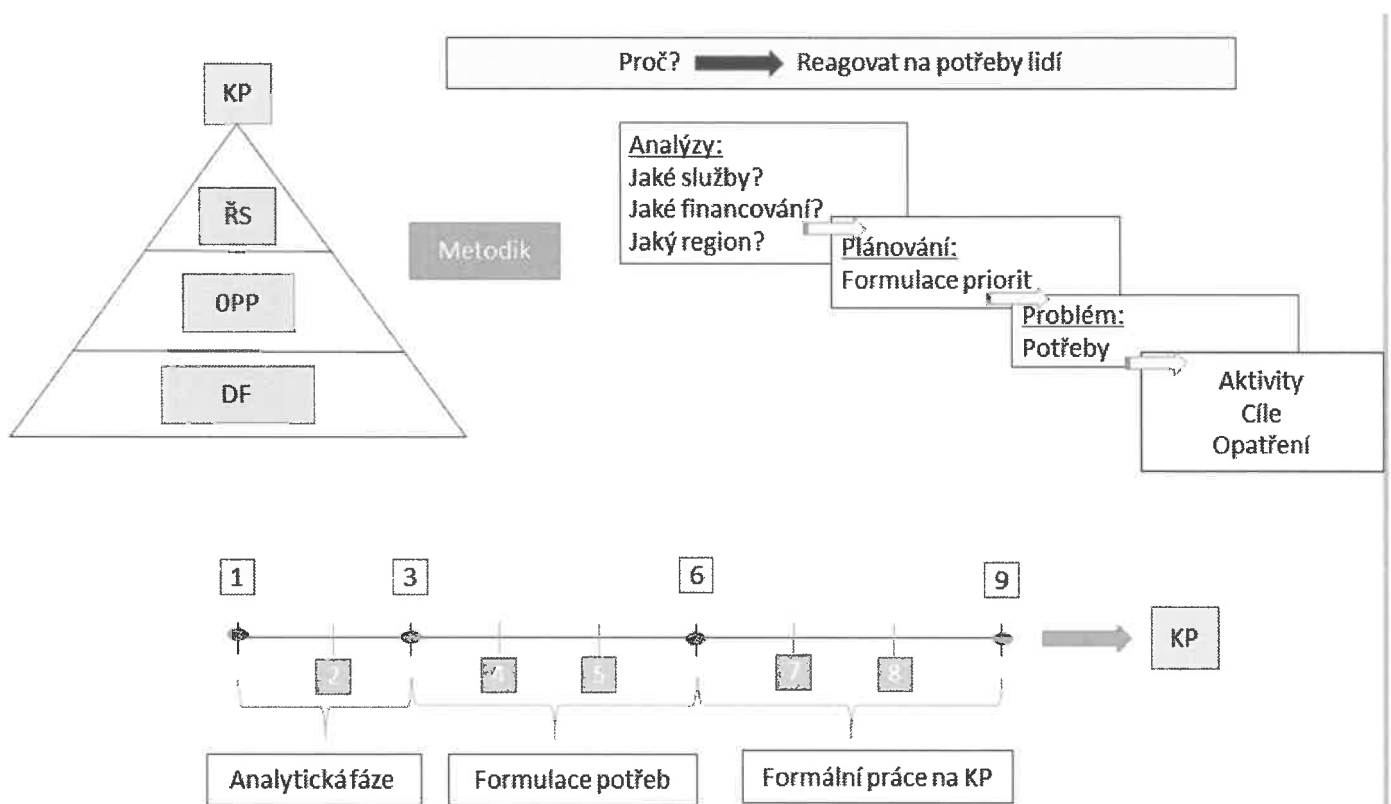 Proč? Reagovat na potřeby lidí
KP
ŘS
OPP
DF
Metodik
Analýzy:
Jaké služby?
Jaké financování?
Jaký region?
Plánování:
Formulace priorit
Problém:
Potřeby
Aktivity
Cíle
Opatření
1 3 6 9
2 4 5 7 8
KP
Analytická fáze
Formulace potřeb
Formální práce na KP